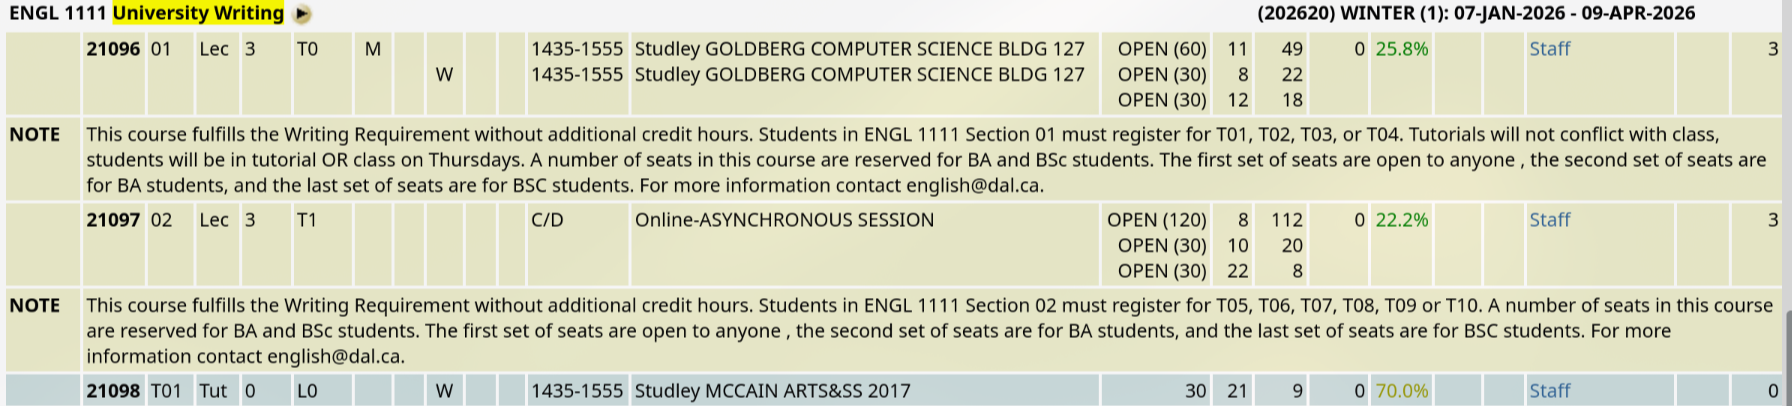 ENGL 1111 University Writing (202620) WINTER (1): 07-JAN-2026 - 09-APR-2026
21096 01 Lec 3 T0 M 1435-1555 Studley GOLDBERG COMPUTER SCIENCE BLDG 127 OPEN (60) 11 49 0 25.8% Staff 3
W 1435-1555 Studley GOLDBERG COMPUTER SCIENCE BLDG 127 OPEN (30) 8 22
OPEN (30) 12 18
NOTE This course fulfills the Writing Requirement without additional credit hours. Students in ENGL 1111 Section 01 must register for T01, T02, T03, or T04. Tutorials will not conflict with class,
students will be in tutorial OR class on Thursdays. A number of seats in this course are reserved for BA and BSc students. The first set of seats are open to anyone , the second set of seats are
for BA students, and the last set of seats are for BSC students. For more information contact english@dal.ca.
21097 02 Lec 3 T1 C/D Online-ASYNCHRONOUS SESSION OPEN (120) 8 112 0 22.2% Staff 3
OPEN (30) 10 20
OPEN (30) 22 8
NOTE This course fulfills the Writing Requirement without additional credit hours. Students in ENGL 1111 Section 02 must register for T05, T06, T07, T08, T09 or T10. A number of seats in this course
are reserved for BA and BSc students. The first set of seats are open to anyone , the second set of seats are for BA students, and the last set of seats are for BSC students. For more
information contact english@dal.ca.
21098 T01 Tut 0 L0 W 1435-1555 Studley MCCAIN ARTS&SS 2017 30 21 9 0 70.0% Staff 0